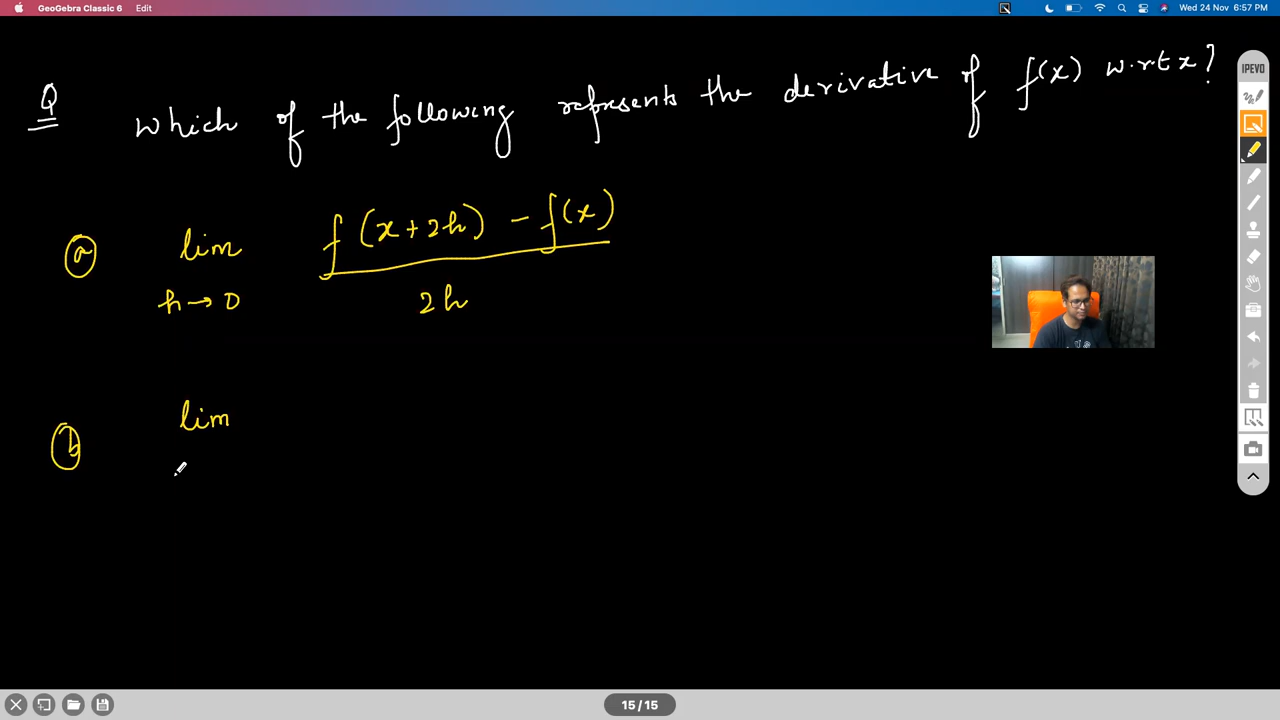 GeoGebra Classic 6 Edit
Wed 24 Nov 6:57 PM
IPEVO
Q Which of the following represents the derivative of f(x) w.r.t x?
a lim f(x+2h) - f(x)
h→0 2h
b lim
15/15